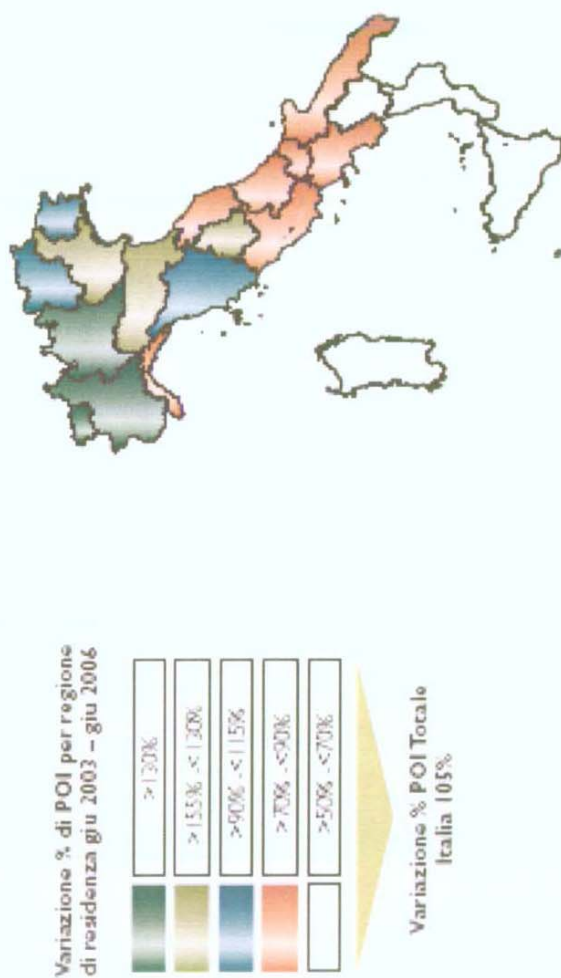 Variazione % di POI per regione
di residenza giu 2003 – giu 2006
>130%
>155% - <130%
>90% - <115%
>70% - <90%
>50% - <70%
Variazione % POI Totale
Italia 105%